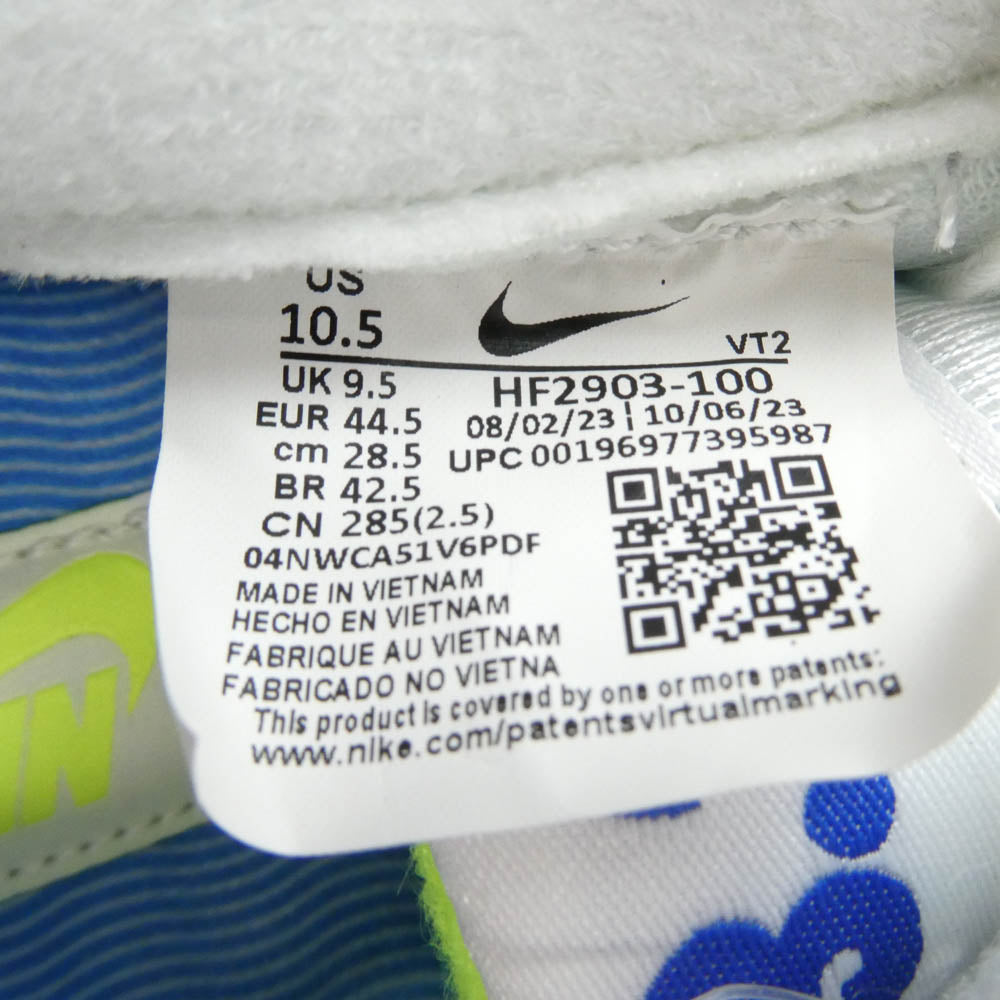 US
10.5
VT2
UK 9.5
HF2903-100
EUR 44.5
08/02/23 | 10/06/23
cm 28.5
UPC 00196977395987
BR 42.5
CN 285(2.5)
04NWCA51V6PDF
MADE IN VIETNAM
HECHO EN VIETNAM
FABRIQUE AU VIETNAM
FABRICADO NO VIETNA
This product is covered by one or more patents:
www.nike.com/patentsvirtualmarking